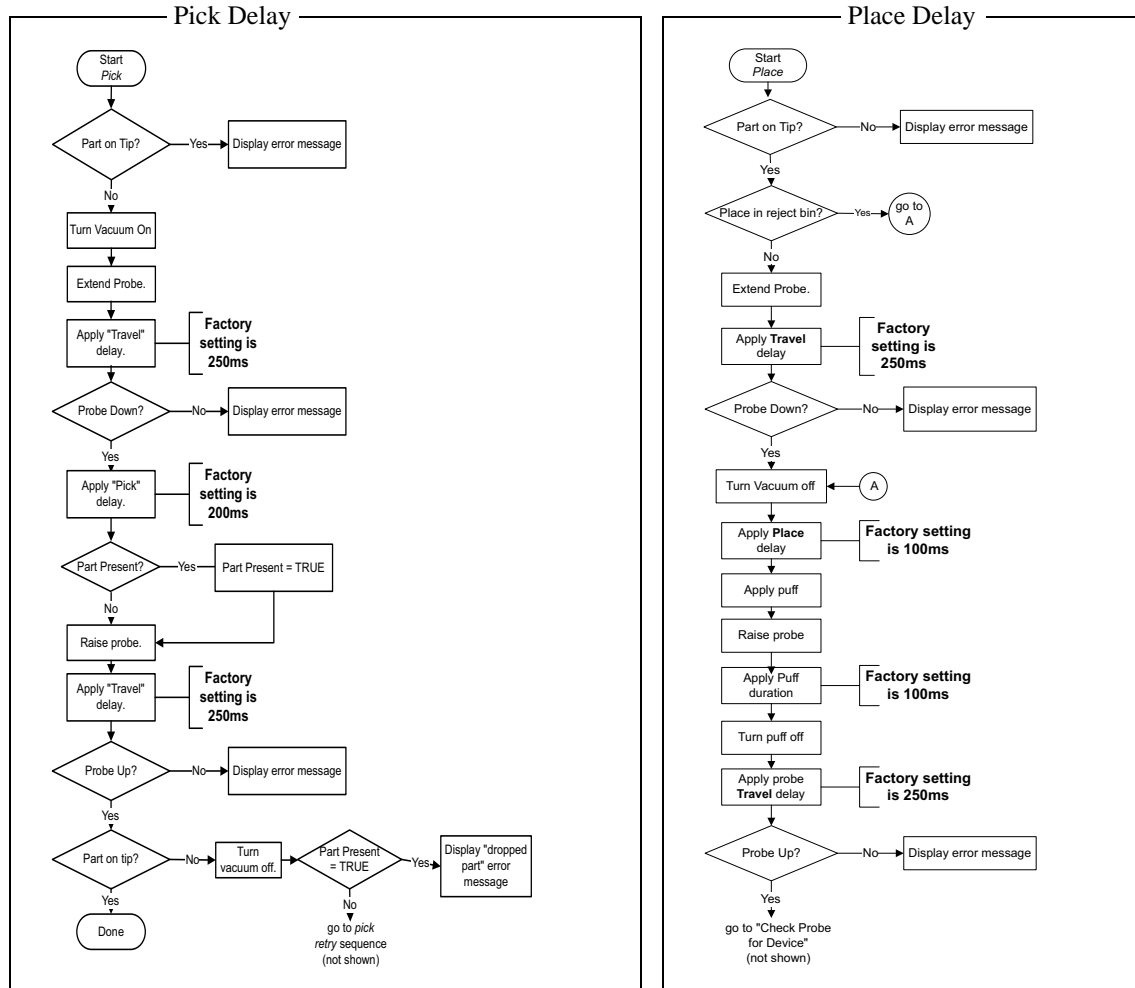 Pick Delay
Start
Pick
Part on Tip?
Yes
Display error message
No
Turn Vacuum On
Extend Probe.
Apply "Travel"
delay.
Factory
setting is
250ms
Probe Down?
No
Display error message
Yes
Apply "Pick"
delay.
Factory
setting is
200ms
Part Present?
Yes
Part Present = TRUE
No
Raise probe.
Apply "Travel"
delay.
Factory
setting is
250ms
Probe Up?
No
Display error message
Yes
Part on tip?
No
Turn
vacuum off.
Part Present
= TRUE
Yes
Display "dropped
part" error
message
Yes
Done
No
go to pick
retry sequence
(not shown)
Place Delay
Start
Place
Part on Tip?
No
Display error message
Yes
Place in reject bin?
Yes
go to
A
No
Extend Probe.
Apply Travel
delay
Factory
setting is
250ms
Probe Down?
No
Display error message
Yes
Turn Vacuum off
A
Apply Place
delay
Factory setting
is 100ms
Apply puff
Raise probe
Apply Puff
duration
Factory setting
is 100ms
Turn puff off
Apply probe
Travel delay
Factory setting
is 250ms
Probe Up?
No
Display error message
Yes
go to "Check Probe
for Device"
(not shown)